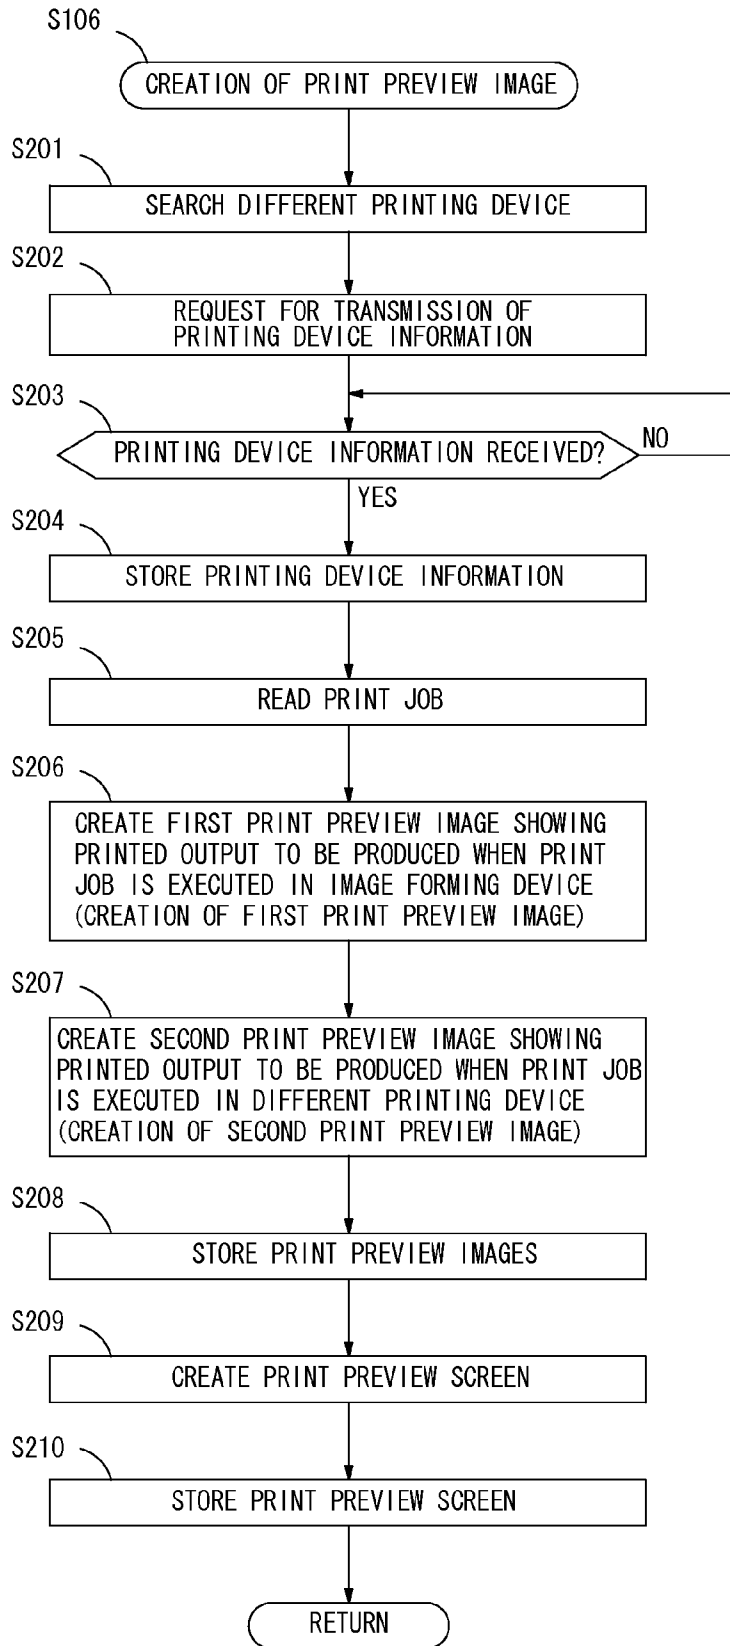 S106
CREATION OF PRINT PREVIEW IMAGE
S201
SEARCH DIFFERENT PRINTING DEVICE
S202
REQUEST FOR TRANSMISSION OF
PRINTING DEVICE INFORMATION
S203
PRINTING DEVICE INFORMATION RECEIVED?
NO
YES
S204
STORE PRINTING DEVICE INFORMATION
S205
READ PRINT JOB
S206
CREATE FIRST PRINT PREVIEW IMAGE SHOWING
PRINTED OUTPUT TO BE PRODUCED WHEN PRINT
JOB IS EXECUTED IN IMAGE FORMING DEVICE
(CREATION OF FIRST PRINT PREVIEW IMAGE)
S207
CREATE SECOND PRINT PREVIEW IMAGE SHOWING
PRINTED OUTPUT TO BE PRODUCED WHEN PRINT JOB
IS EXECUTED IN DIFFERENT PRINTING DEVICE
(CREATION OF SECOND PRINT PREVIEW IMAGE)
S208
STORE PRINT PREVIEW IMAGES
S209
CREATE PRINT PREVIEW SCREEN
S210
STORE PRINT PREVIEW SCREEN
RETURN